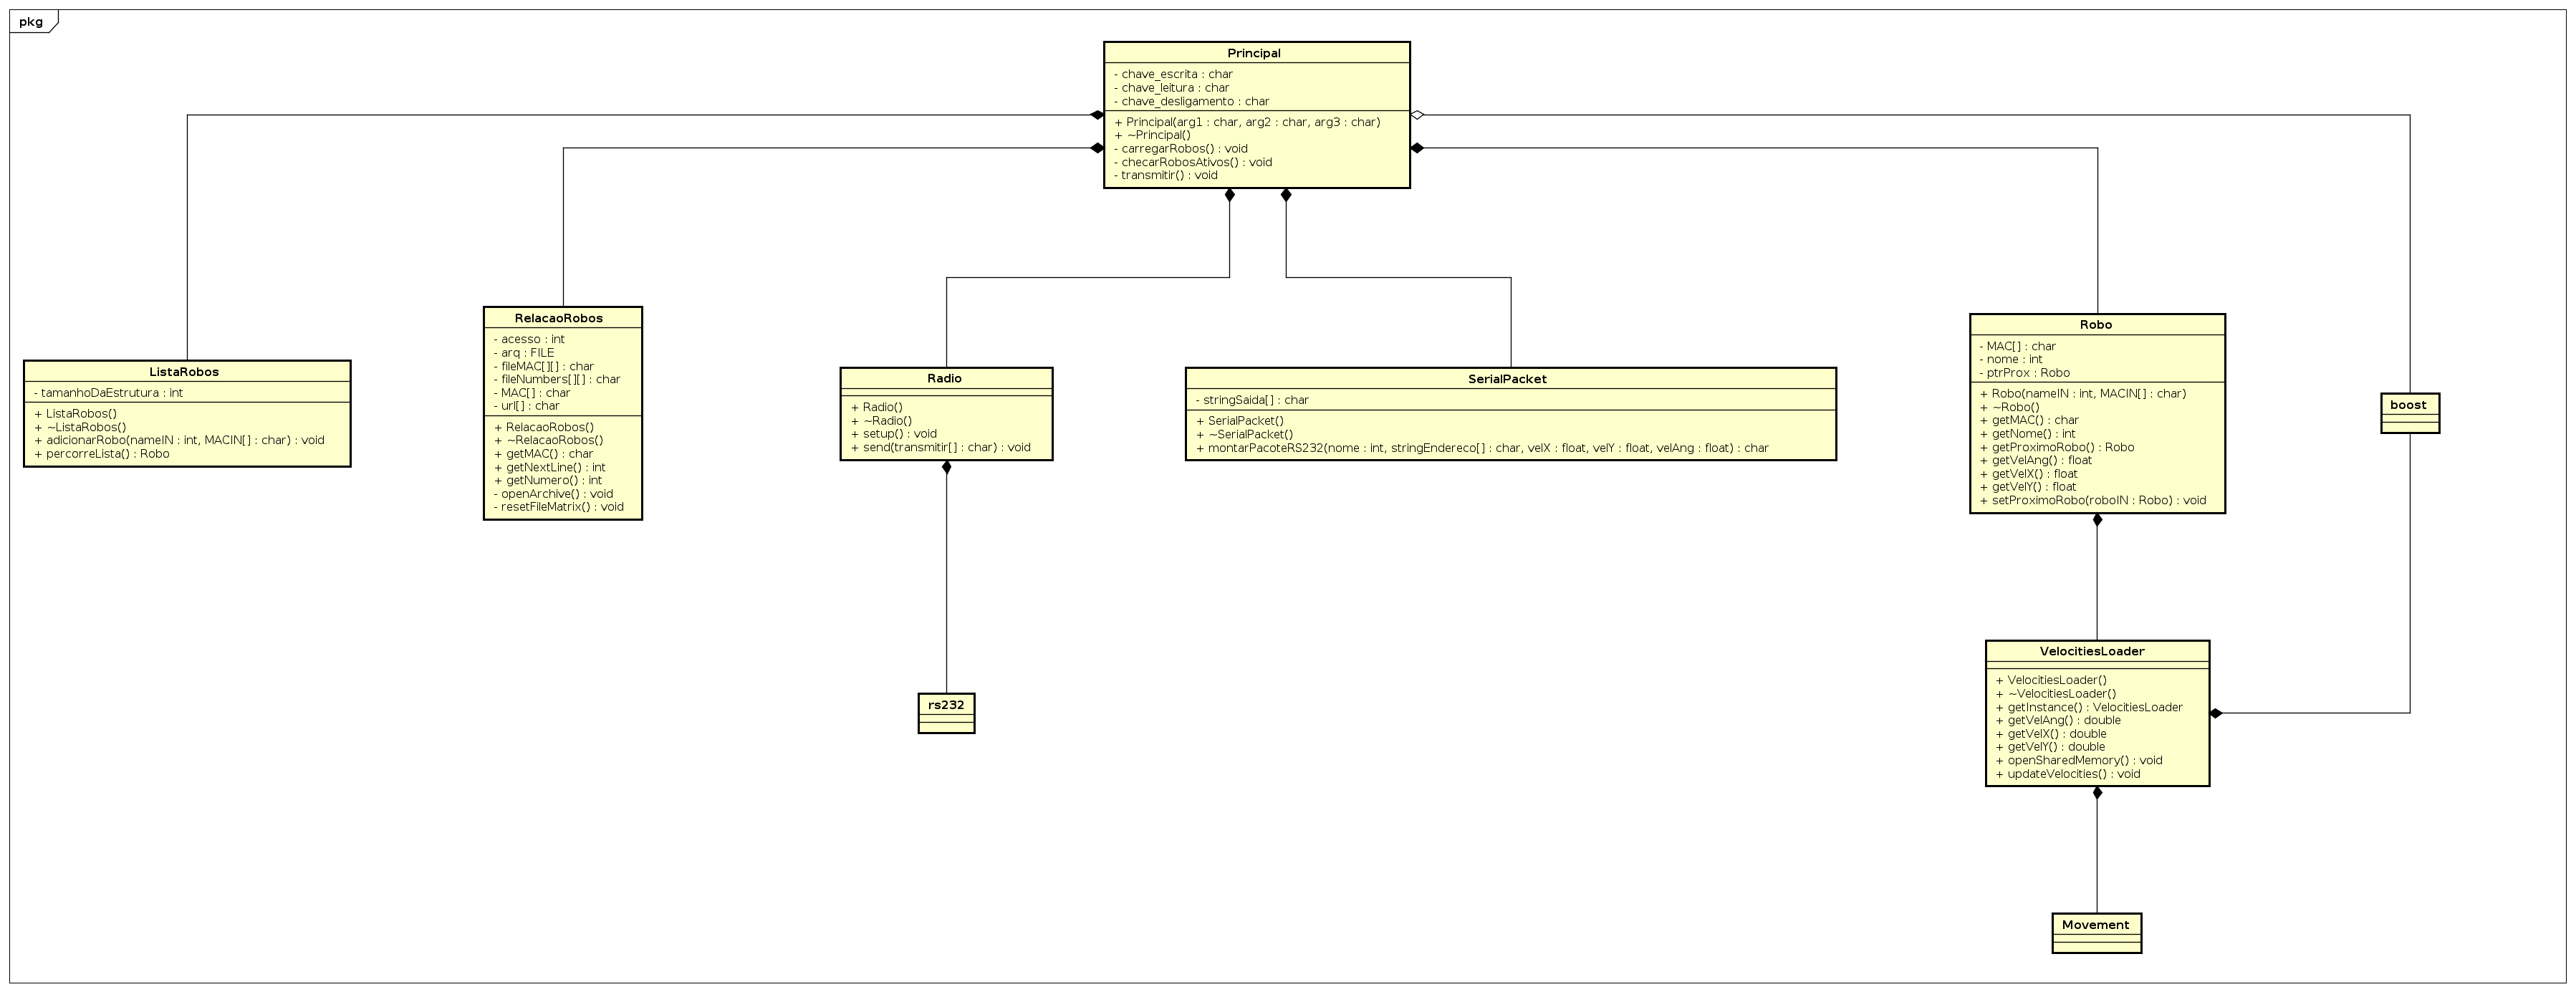 pkg
Principal
- chave_escrita : char
- chave_leitura : char
- chave_desligamento : char
+ Principal(arg1 : char, arg2 : char, arg3 : char)
+ ~Principal()
- carregarRobos() : void
- checarRobosAtivos() : void
- transmitir() : void
ListaRobos
- tamanhoDaEstrutura : int
+ ListaRobos()
+ ~ListaRobos()
+ adicionarRobo(nameIN : int, MACIN[] : char) : void
+ percorreLista() : Robo
RelacaoRobos
- acesso : int
- arq : FILE
- fileMAC[][] : char
- fileNumbers[][] : char
- MAC[] : char
- url[] : char
+ RelacaoRobos()
+ ~RelacaoRobos()
+ getMAC() : char
+ getNextLine() : int
+ getNumero() : int
- openArchive() : void
- resetFileMatrix() : void
Radio
+ Radio()
+ ~Radio()
+ setup() : void
+ send(transmitir[] : char) : void
SerialPacket
- stringSaida[] : char
+ SerialPacket()
+ ~SerialPacket()
+ montarPacoteRS232(nome : int, stringEndereco[] : char, velX : float, velY : float, velAng : float) : char
Robo
- MAC[] : char
- nome : int
- ptrProx : Robo
+ Robo(nameIN : int, MACIN[] : char)
+ ~Robo()
+ getMAC() : char
+ getNome() : int
+ getProximoRobo() : Robo
+ getVelAng() : float
+ getVelX() : float
+ getVelY() : float
+ setProximoRobo(roboIN : Robo) : void
boost
rs232
VelocitiesLoader
+ VelocitiesLoader()
+ ~VelocitiesLoader()
+ getInstance() : VelocitiesLoader
+ getVelAng() : double
+ getVelX() : double
+ getVelY() : double
+ openSharedMemory() : void
+ updateVelocities() : void
Movement